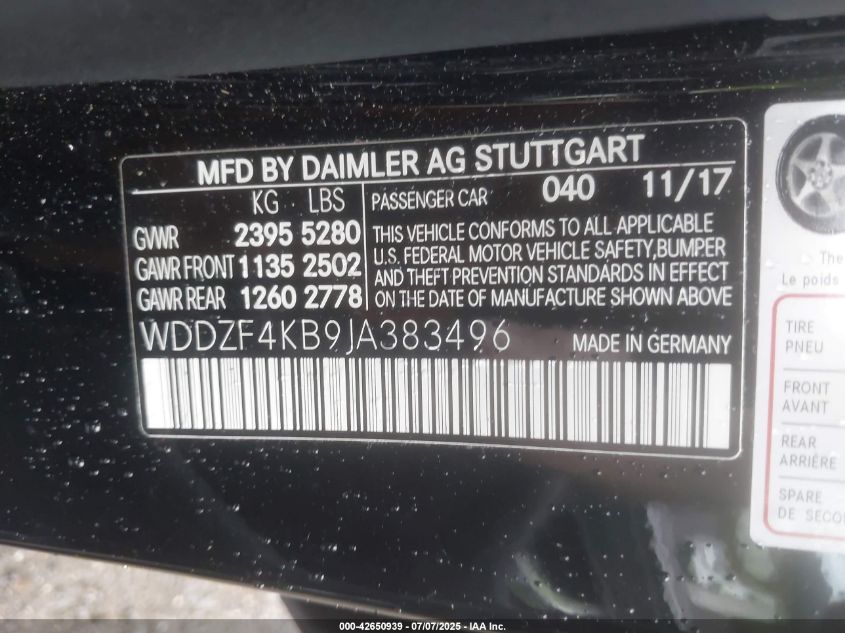 MFD BY DAIMLER AG STUTTGART
KG LBS
GVWR 2395 5280
GAWR FRONT 1135 2502
GAWR REAR 1260 2778
PASSENGER CAR 040 11/17
THIS VEHICLE CONFORMS TO ALL APPLICABLE
U.S. FEDERAL MOTOR VEHICLE SAFETY, BUMPER
AND THEFT PREVENTION STANDARDS IN EFFECT
ON THE DATE OF MANUFACTURE SHOWN ABOVE
WDDZF4KB9JA383496 MADE IN GERMANY
The
Le poids
TIRE
PNEU
FRONT
AVANT
REAR
ARRIÈRE
SPARE
DE
000-42650939 - 07/07/2025 - IAA Inc.